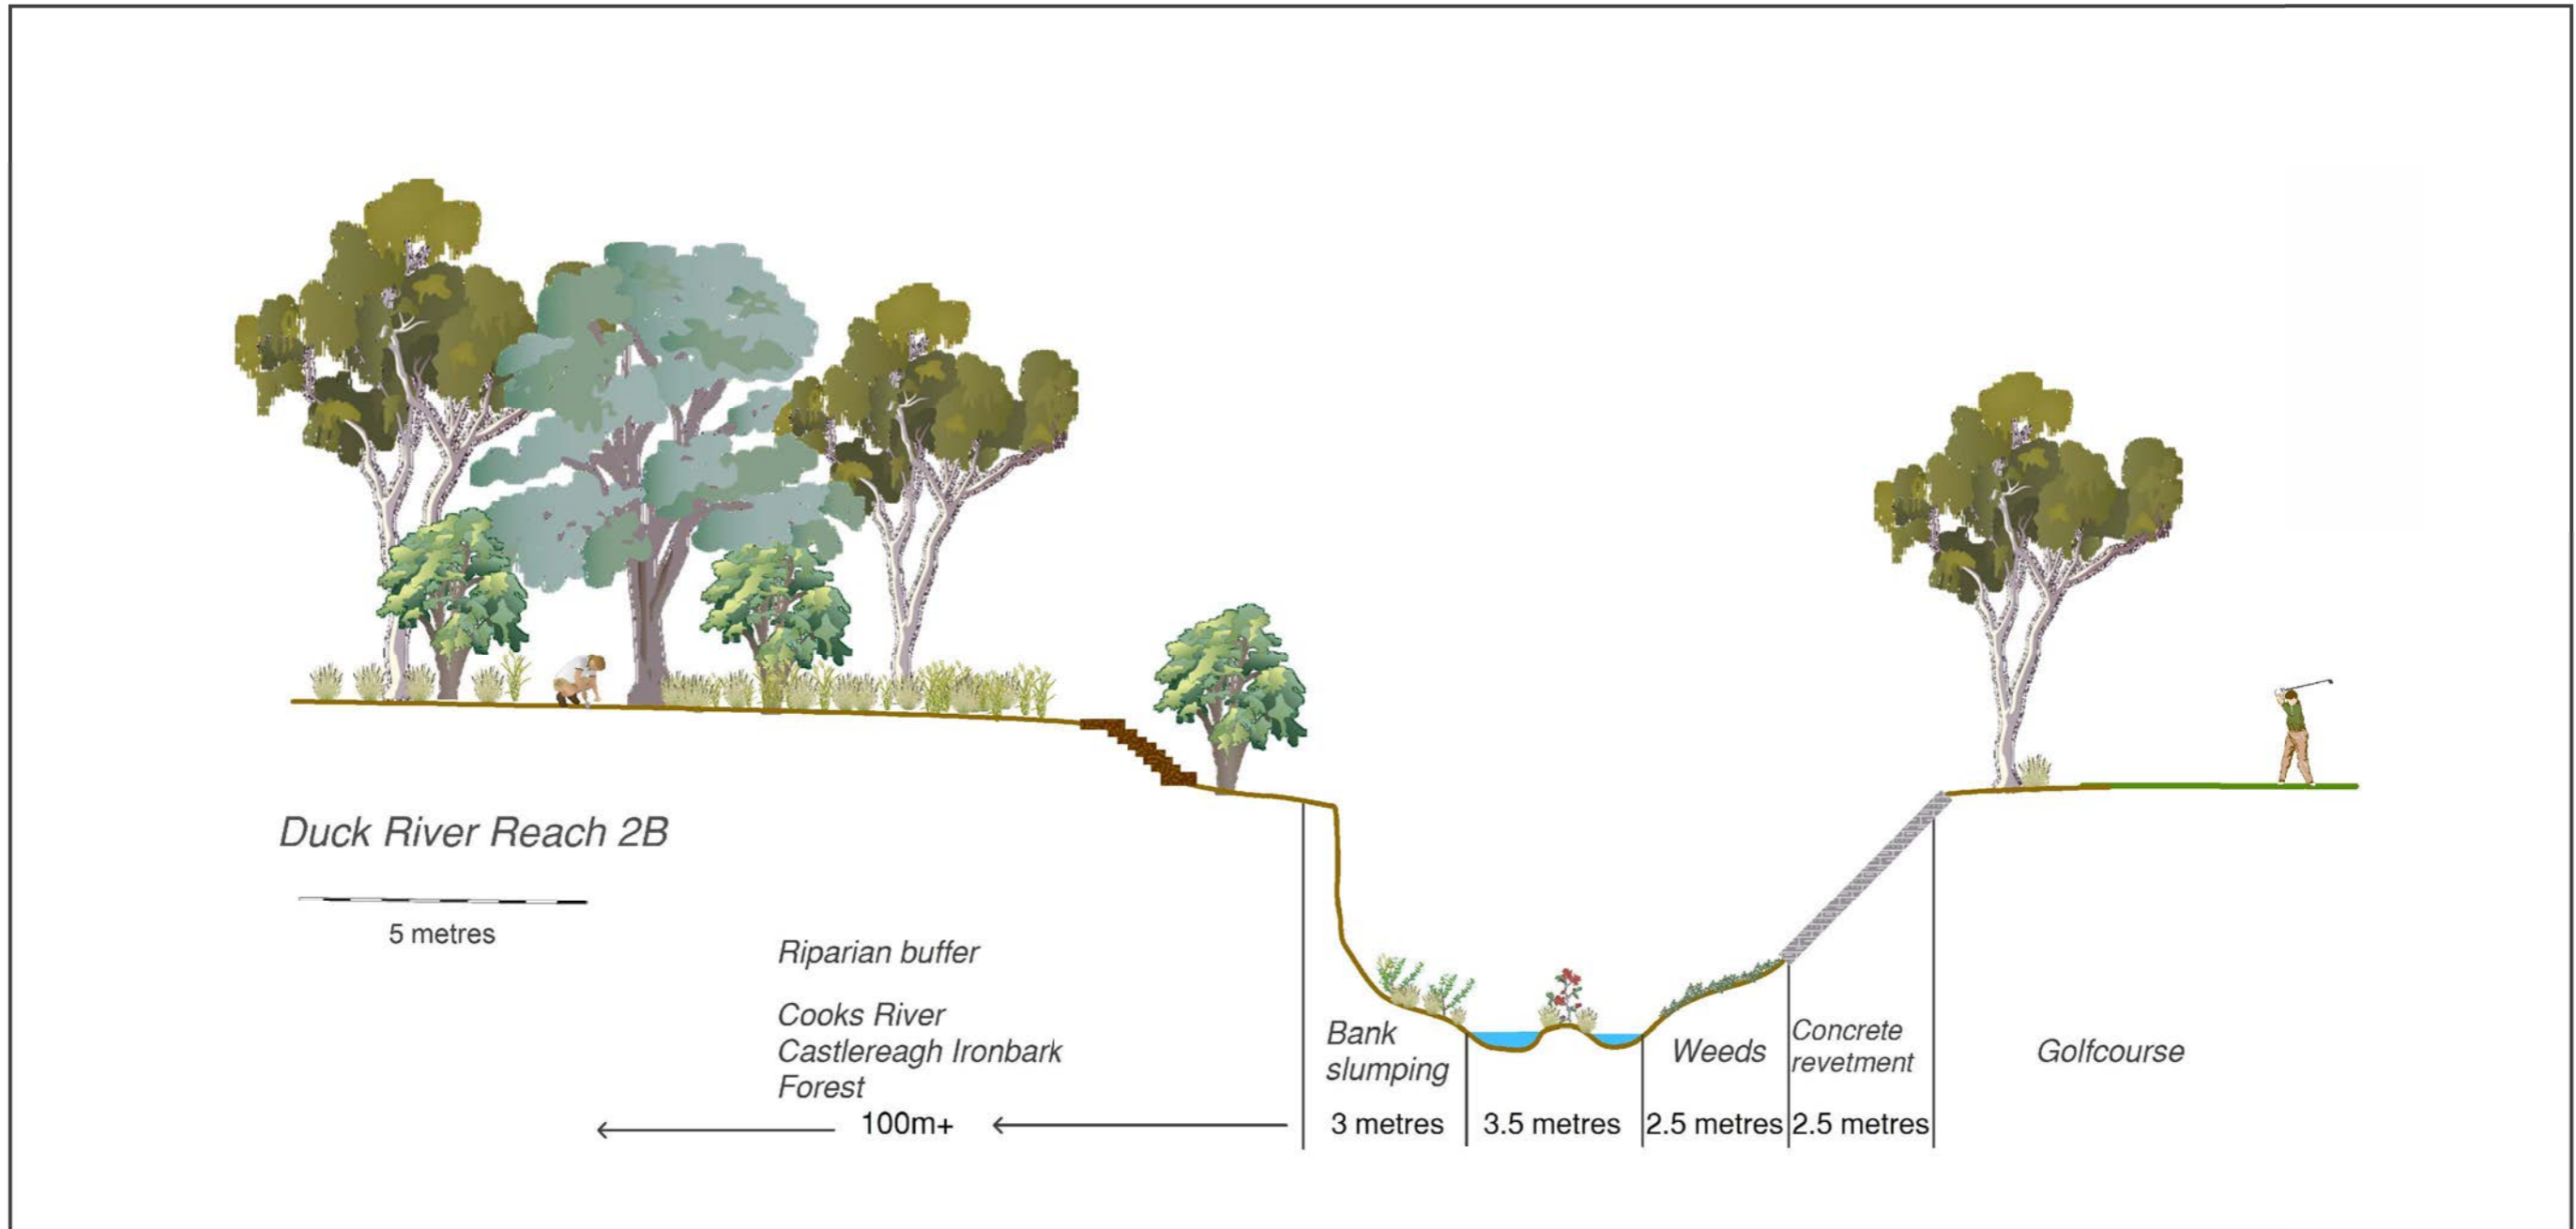 Duck River Reach 2B
5 metres
Riparian buffer
Cooks River
Castlereagh Ironbark
Forest
100m+
Bank
slumping
3 metres
3.5 metres
Weeds
2.5 metres
Concrete
revetment
2.5 metres
Golfcourse